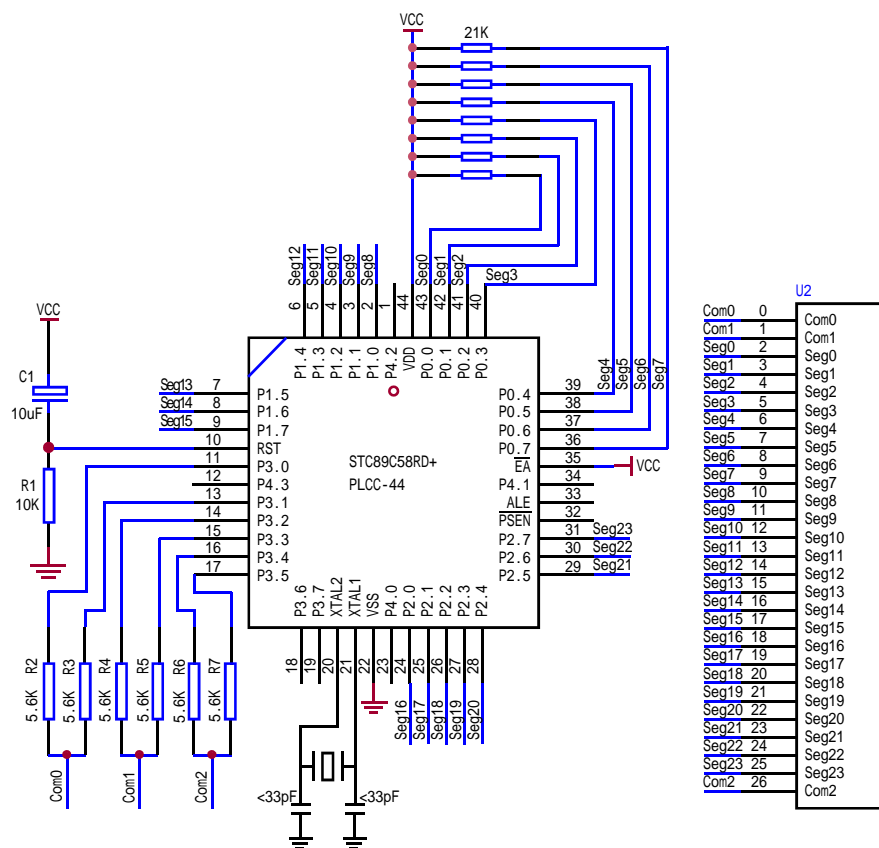 VCC
21K
Seg12
Seg11
Seg10
Seg9
Seg8
Seg0
Seg1
Seg2
Seg3
6
5
4
3
2
1
44
43
42
41
40
P1.4
P1.3
P1.2
P1.1
P1.0
P4.2
VDD
P0.0
P0.1
P0.2
P0.3
Seg4
Seg5
Seg6
Seg7
VCC
C1
10uF
R1
10K
Seg13 7 P1.5
Seg14 8 P1.6
Seg15 9 P1.7
10 RST
11 P3.0
12 P4.3
13 P3.1
14 P3.2
15 P3.3
16 P3.4
17 P3.5
STC89C58RD+
PLCC-44
P0.4 39
P0.5 38
P0.6 37
P0.7 36
EA 35 VCC
P4.1 34
ALE 33
PSEN 32
P2.7 31 Seg23
P2.6 30 Seg22
P2.5 29 Seg21
P3.6
P3.7
XTAL2
XTAL1
VSS
P4.0
P2.0
P2.1
P2.2
P2.3
P2.4
18
19
20
21
22
23
24
25
26
27
28
Seg16
Seg17
Seg18
Seg19
Seg20
R2
5.6K
R3
5.6K
R4
5.6K
R5
5.6K
R6
5.6K
R7
5.6K
Com0
Com1
Com2
<33pF
<33pF
U2
Com0 0 Com0
Com1 1 Com1
Seg0 2 Seg0
Seg1 3 Seg1
Seg2 4 Seg2
Seg3 5 Seg3
Seg4 6 Seg4
Seg5 7 Seg5
Seg6 8 Seg6
Seg7 9 Seg7
Seg8 10 Seg8
Seg9 11 Seg9
Seg10 12 Seg10
Seg11 13 Seg11
Seg12 14 Seg12
Seg13 15 Seg13
Seg14 16 Seg14
Seg15 17 Seg15
Seg16 18 Seg16
Seg17 19 Seg17
Seg18 20 Seg18
Seg19 21 Seg19
Seg20 22 Seg20
Seg21 23 Seg21
Seg22 24 Seg22
Seg23 25 Seg23
Com2 26 Com2